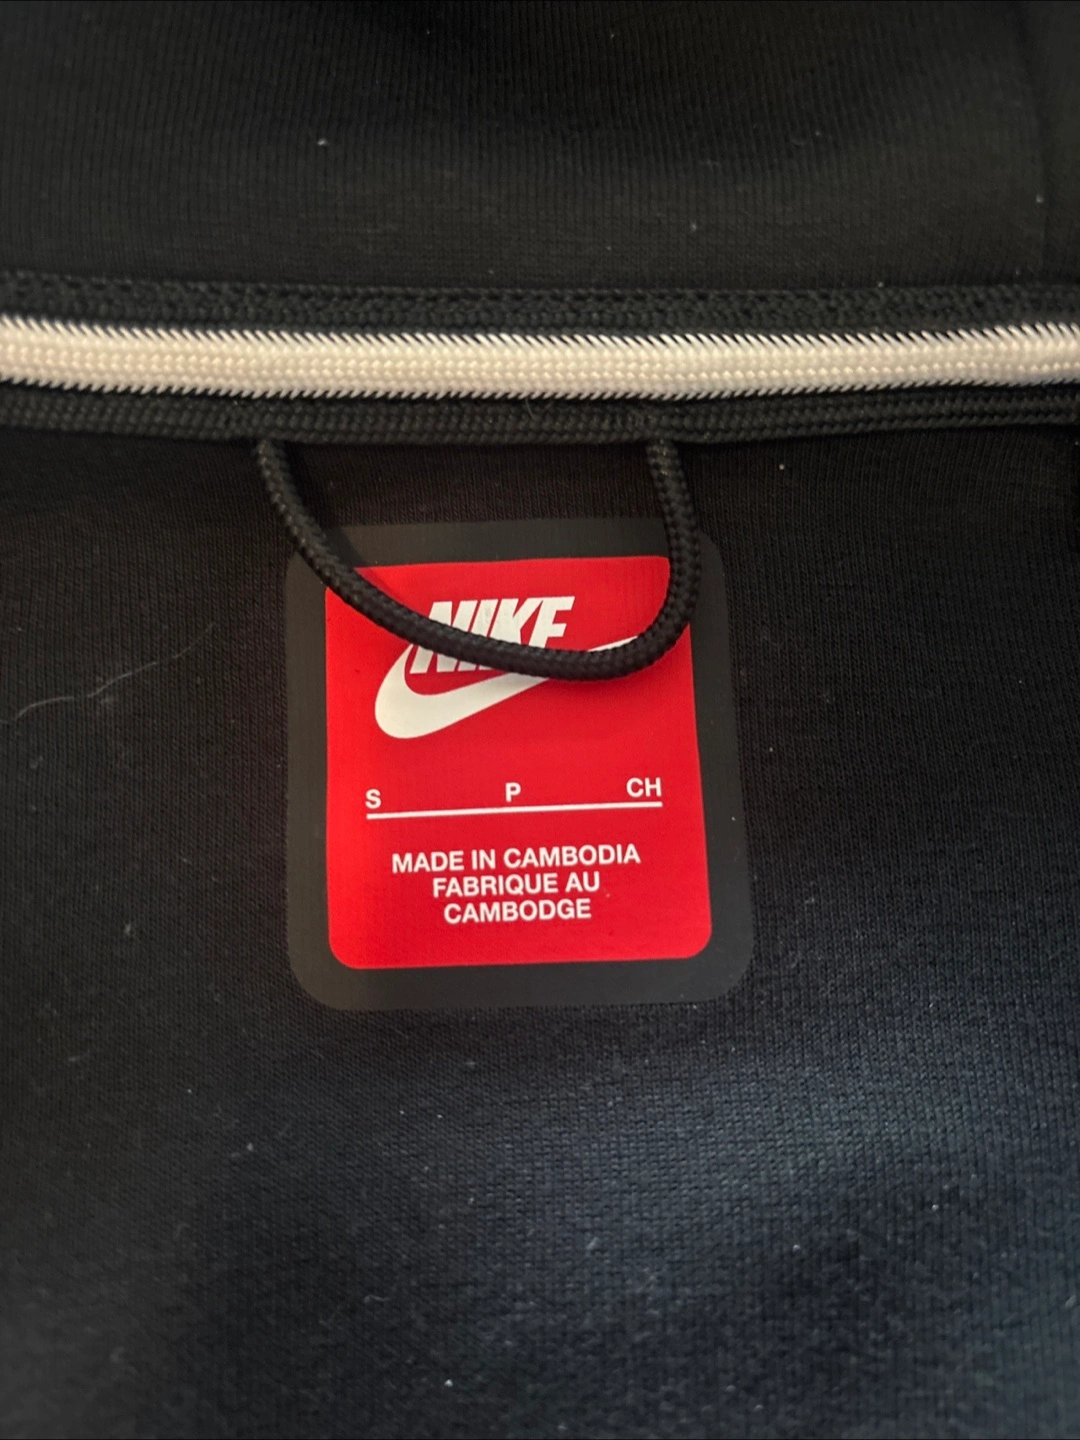 NIKE
S P CH
MADE IN CAMBODIA
FABRIQUE AU
CAMBODGE